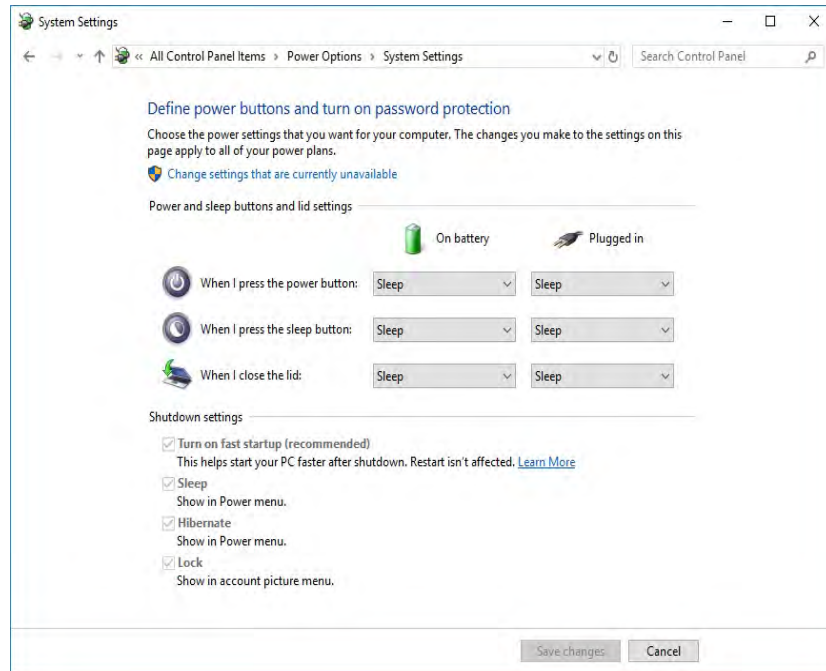 System Settings
« All Control Panel Items › Power Options › System Settings
Search Control Panel
Define power buttons and turn on password protection
Choose the power settings that you want for your computer. The changes you make to the settings on this
page apply to all of your power plans.
Change settings that are currently unavailable
Power and sleep buttons and lid settings
On battery Plugged in
When I press the power button: Sleep Sleep
When I press the sleep button: Sleep Sleep
When I close the lid: Sleep Sleep
Shutdown settings
Turn on fast startup (recommended)
This helps start your PC faster after shutdown. Restart isn't affected. Learn More
Sleep
Show in Power menu.
Hibernate
Show in Power menu.
Lock
Show in account picture menu.
Save changes Cancel